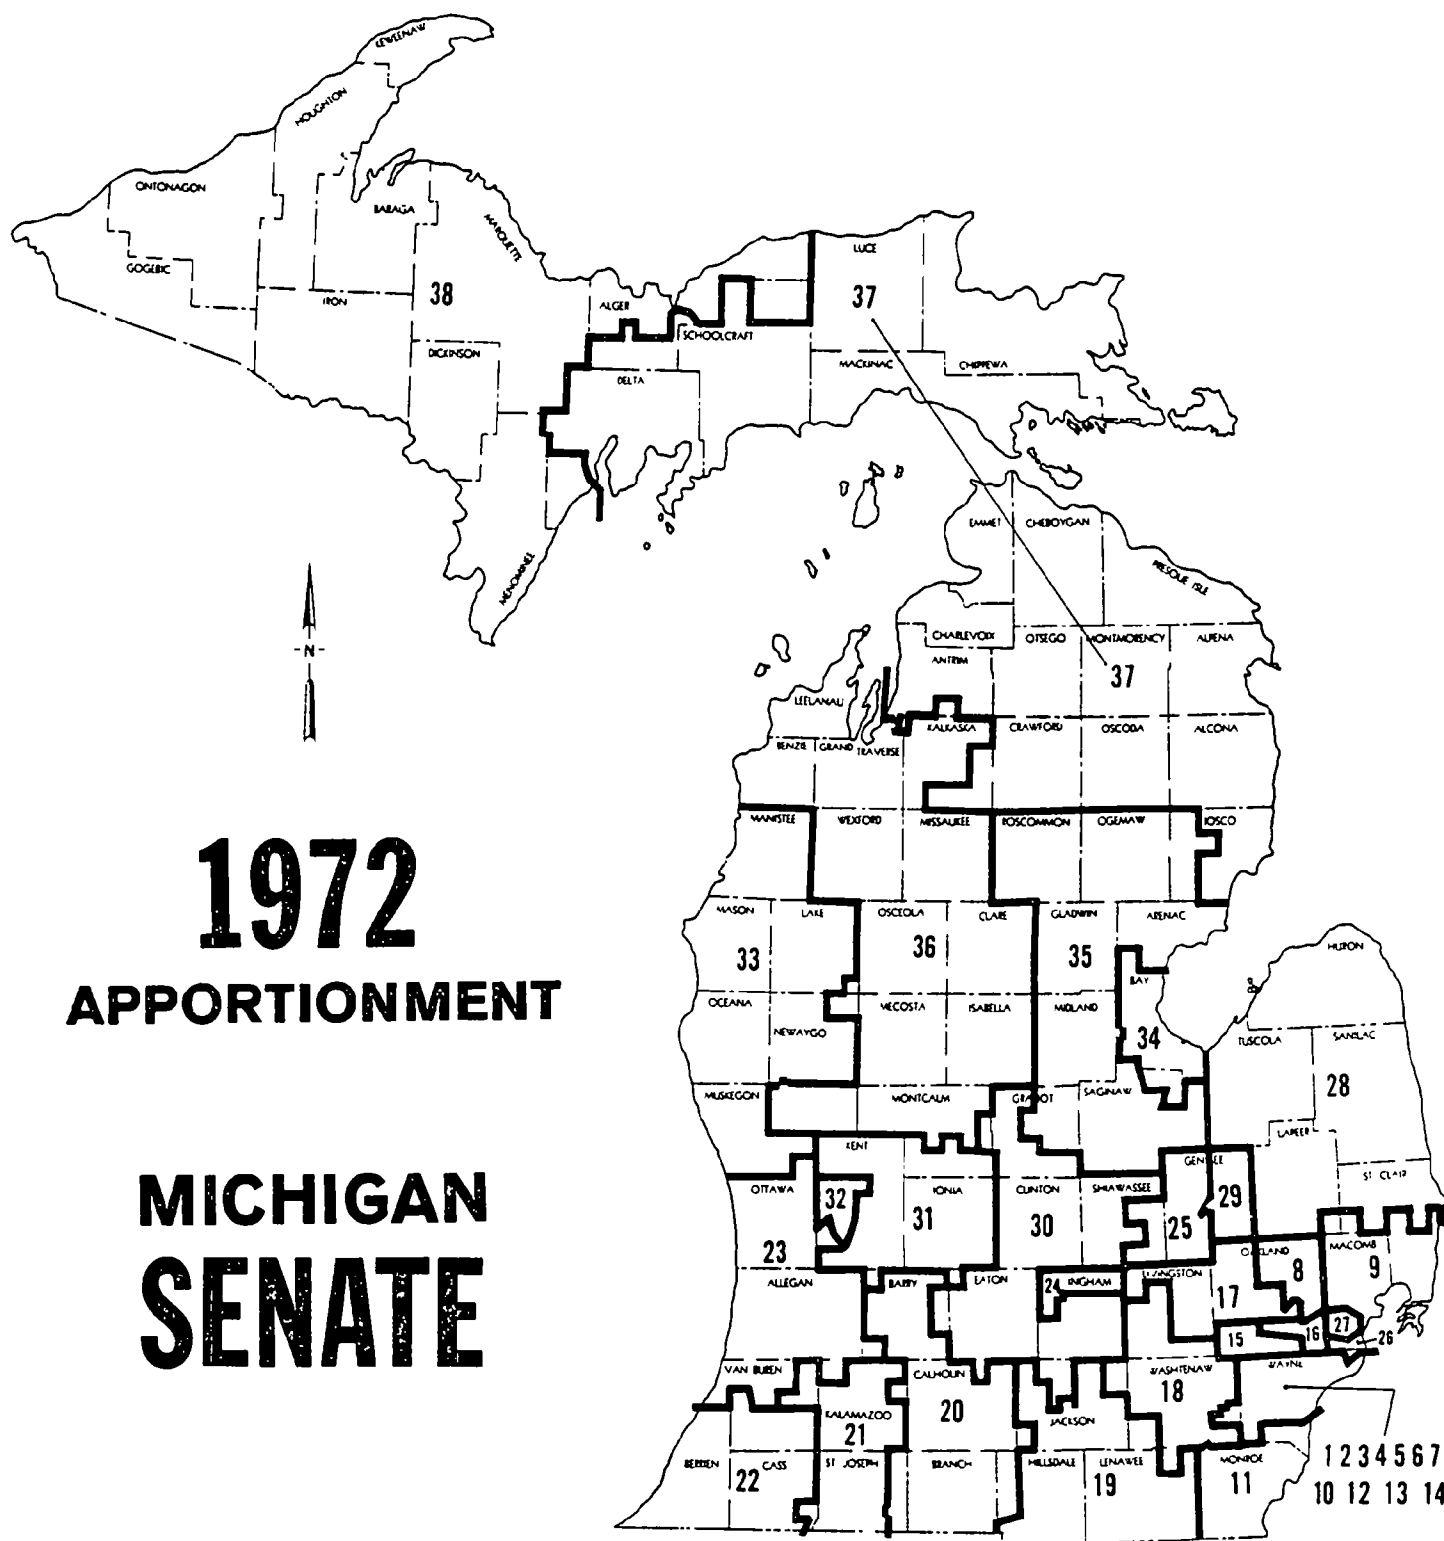 KEWEENAW
HOUGHTON
ONTONAGON
BARAGA
MARQUETTE
LUCE
GOGEBIC
IRON
38
ALGER
37
SCHOOLCRAFT
DICKINSON
MACKINAC
CHIPPEWA
DELTA
EMMET
CHEBOYGAN
MENOMINEE
PRESQUE ISLE
N
CHARLEVOIX
OTSEGO
MONTMORENCY
ALPENA
ANTRIM
37
LEELANAU
KALKASKA
CRAWFORD
OSCODA
ALCONA
BENZIE
GRAND TRAVERSE
MANISTEE
WEXFORD
MISSAUKEE
ROSCOMMON
OGEMAW
IOSCO
1972
APPORTIONMENT
MICHIGAN
SENATE
MASON
LAKE
OSCEOLA
CLARE
GLADWIN
ARENAC
33
36
35
HURON
BAY
OCEANA
MECOSTA
ISABELLA
MIDLAND
NEWAYGO
34
TUSCOLA
SANILAC
28
MUSKEGON
MONTCALM
GRATIOT
SAGINAW
LAPEER
KENT
GENESEE
ST CLAIR
OTTAWA
32
IONIA
CLINTON
SHIAWASSEE
29
31
30
25
23
OAKLAND
MACOMB
8
9
ALLEGAN
BARRY
EATON
24
INGHAM
LIVINGSTON
17
27
15
16
26
VAN BUREN
CALHOUN
WASHTENAW
WAYNE
18
KALAMAZOO
20
JACKSON
21
BERRIEN
CASS
ST JOSEPH
BRANCH
HILLSDALE
LENAWEE
MONROE
22
19
11
1 2 3 4 5 6 7
10 12 13 14